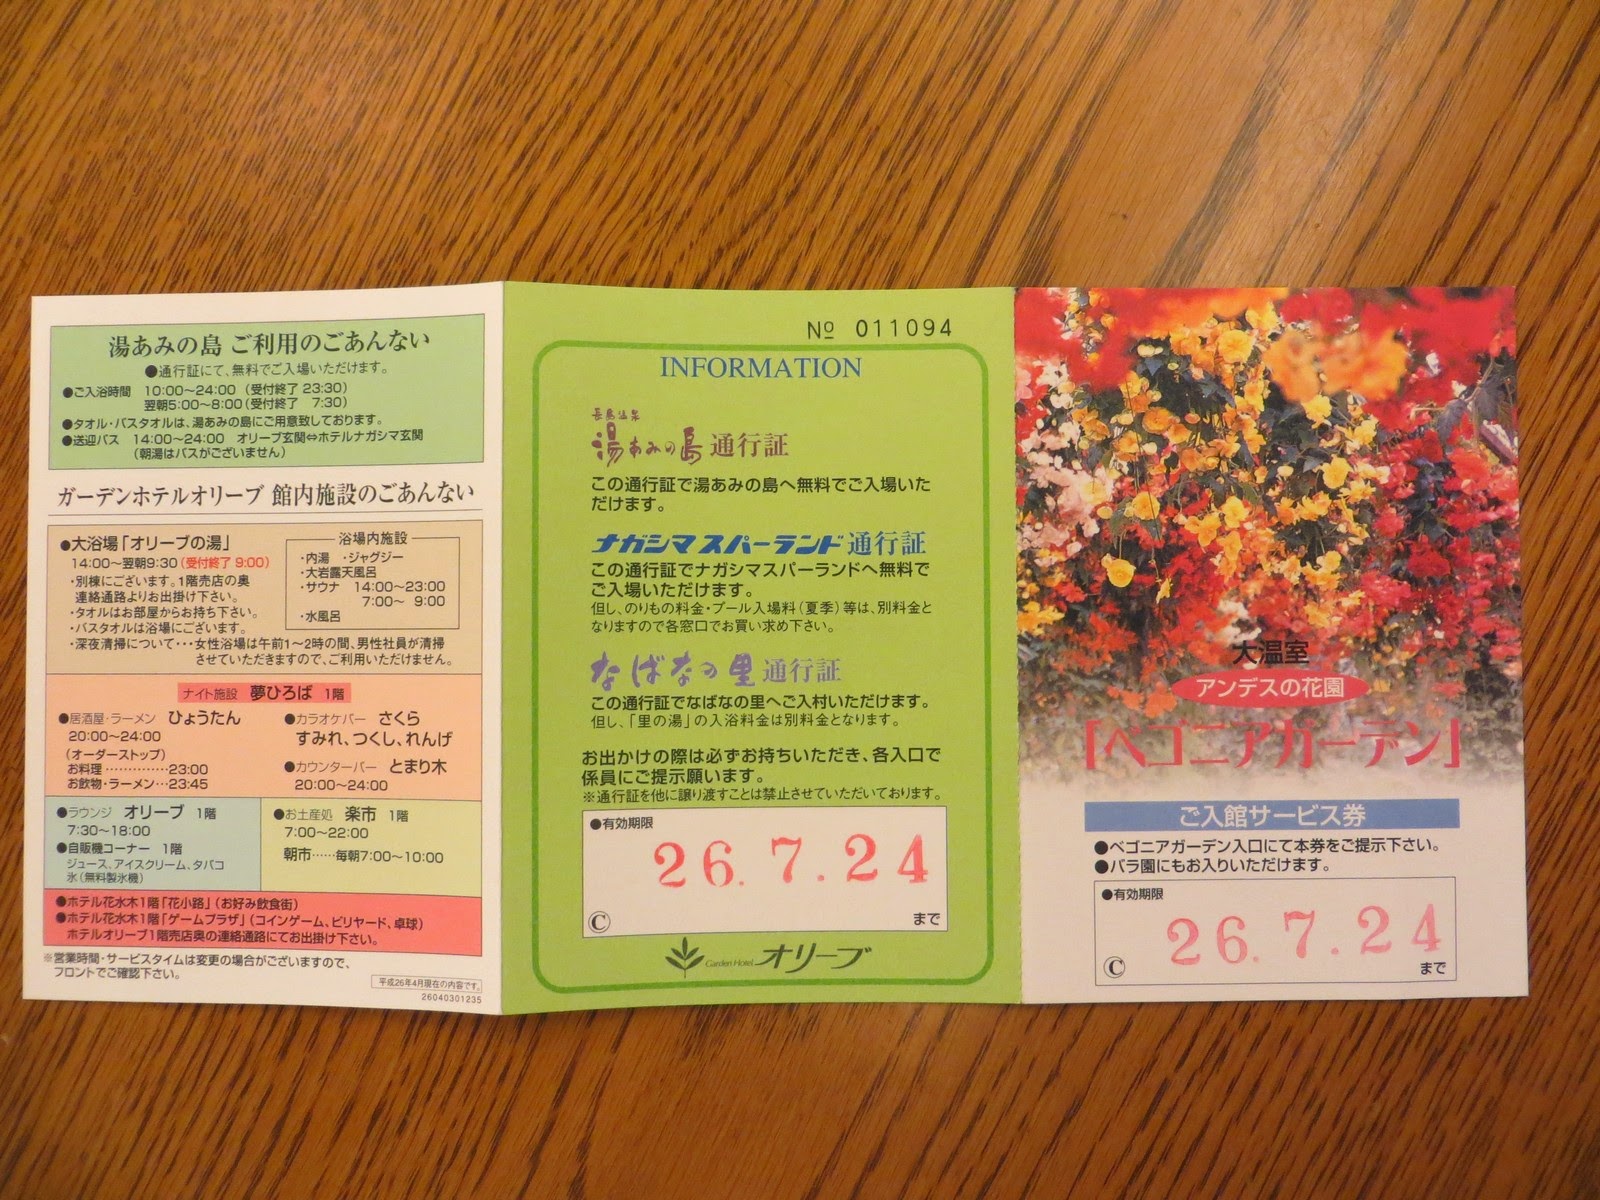 湯あみの島 ご利用のごあんない
●通行証にて、無料でご入場いただけます。
●ご入浴時間 10:00〜24:00（受付終了 23:30）
翌朝5:00〜8:00（受付終了 7:30）
●タオル・バスタオルは、湯あみの島にご用意致しております。
●送迎バス 14:00〜24:00 オリーブ玄関⇔ホテルナガシマ玄関
（朝湯はバスがございません）
ガーデンホテルオリーブ 館内施設のごあんない
●大浴場「オリーブの湯」
14:00〜翌朝9:30（受付終了 9:00）
・別棟にございます。1階売店の奥
連絡通路よりお出掛け下さい。
・タオルはお部屋からお持ち下さい。
・バスタオルは浴場にございます。
・深夜清掃について・・・女性浴場は午前1〜2時の間、男性社員が清掃
させていただきますので、ご利用いただけません。
浴場内施設
・内湯 ・ジャグジー
・大岩露天風呂
・サウナ 14:00〜23:00
7:00〜 9:00
・水風呂
ナイト施設 夢ひろば 1階
●居酒屋・ラーメン ひょうたん
20:00〜24:00
（オーダーストップ）
お料理……………23:00
お飲物・ラーメン…23:45
●カラオケバー さくら
すみれ、つくし、れんげ
●カウンターバー とまり木
20:00〜24:00
●ラウンジ オリーブ 1階
7:30〜18:00
●自販機コーナー 1階
ジュース、アイスクリーム、タバコ
氷（無料製氷機）
●お土産処 楽市 1階
7:00〜22:00
朝市……毎朝7:00〜10:00
●ホテル花水木1階「花小路」（お好み飲食街）
●ホテル花水木1階「ゲームプラザ」（コインゲーム、ビリヤード、卓球）
ホテルオリーブ1階売店奥の連絡通路にてお出掛け下さい。
※営業時間・サービスタイムは変更の場合がございますので、
フロントでご確認下さい。
平成26年4月現在の内容です。
26040301235
№ 011094
INFORMATION
長島温泉
湯あみの島 通行証
この通行証で湯あみの島へ無料でご入場いた
だけます。
ナガシマスパーランド 通行証
この通行証でナガシマスパーランドへ無料で
ご入場いただけます。
但し、のりもの料金・プール入場料（夏季）等は、別料金と
なりますので各窓口でお買い求め下さい。
なばなの里 通行証
この通行証でなばなの里へご入村いただけます。
但し、「里の湯」の入浴料金は別料金となります。
お出かけの際は必ずお持ちいただき、各入口で
係員にご提示願います。
※通行証を他に譲り渡すことは禁止させていただいております。
●有効期限
26.7.24
Ⓒ まで
Garden Hotel オリーブ
大温室
アンデスの花園
「ベゴニアガーデン」
ご入館サービス券
●ベゴニアガーデン入口にて本券をご提示下さい。
●バラ園にもお入りいただけます。
●有効期限
26.7.24
Ⓒ まで